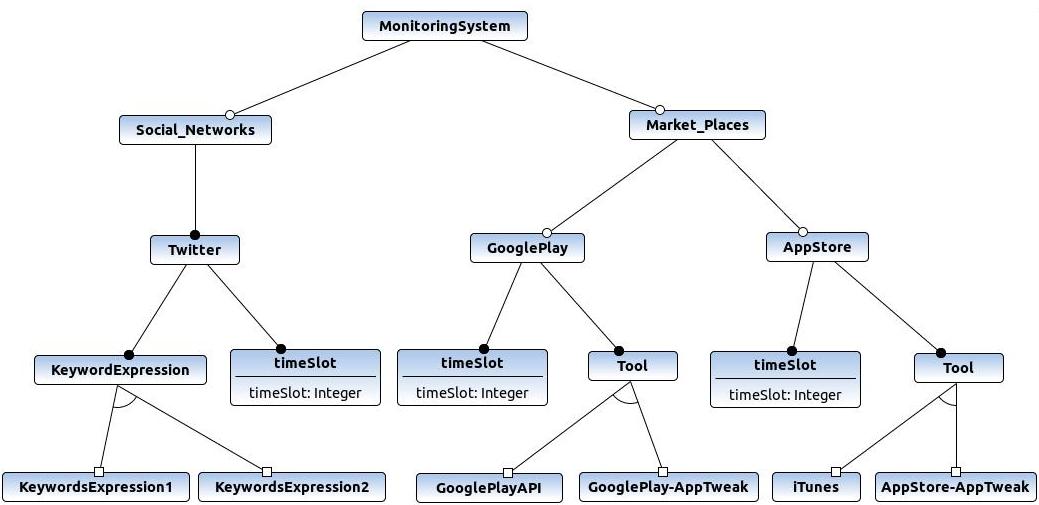 MonitoringSystem
Social_Networks
Market_Places
Twitter
GooglePlay
AppStore
KeywordExpression
timeSlot
timeSlot: Integer
timeSlot
timeSlot: Integer
Tool
timeSlot
timeSlot: Integer
Tool
KeywordsExpression1
KeywordsExpression2
GooglePlayAPI
GooglePlay-AppTweak
iTunes
AppStore-AppTweak